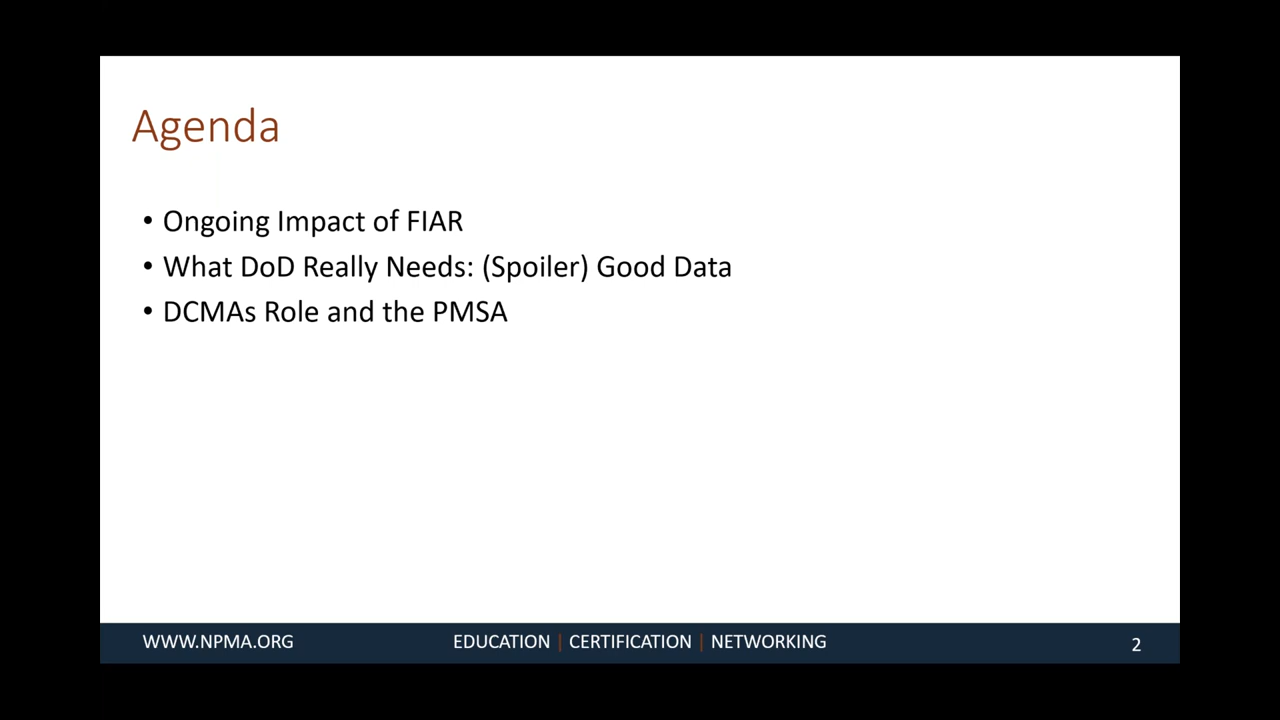 Agenda
• Ongoing Impact of FIAR
• What DoD Really Needs: (Spoiler) Good Data
• DCMAs Role and the PMSA
WWW.NPMA.ORG EDUCATION | CERTIFICATION | NETWORKING 2